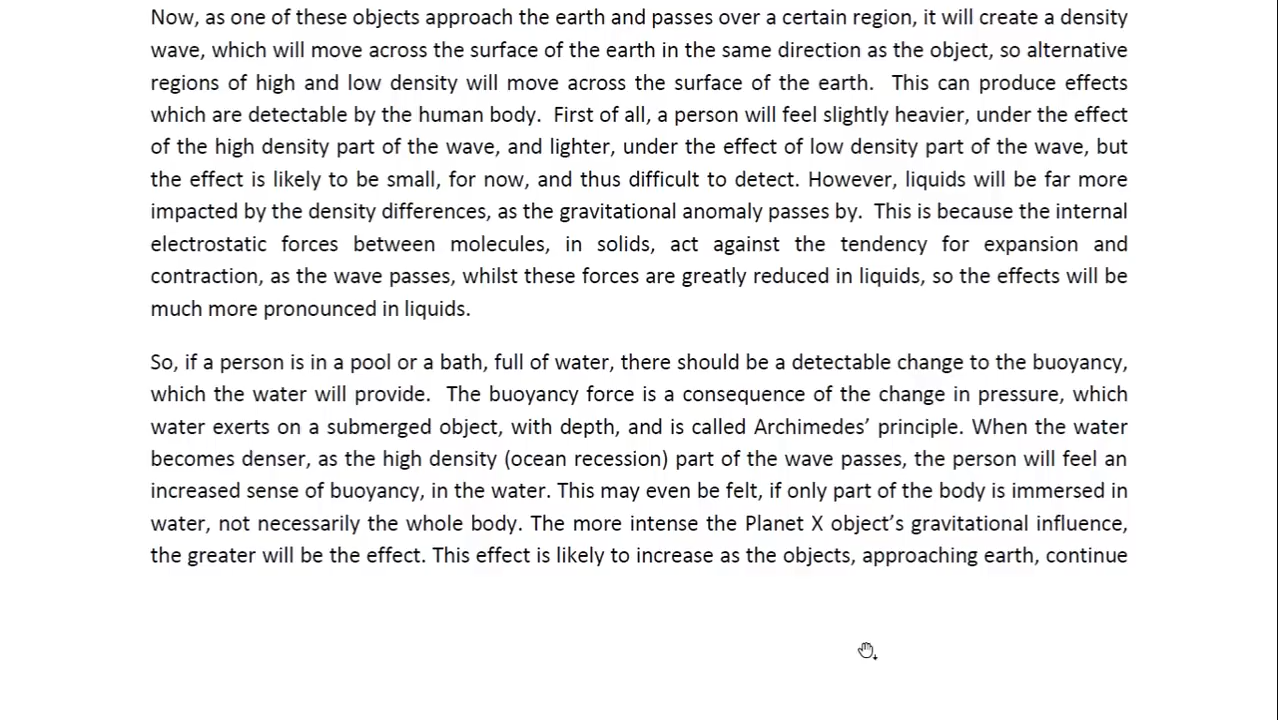 Now, as one of these objects approach the earth and passes over a certain region, it will create a density
wave, which will move across the surface of the earth in the same direction as the object, so alternative
regions of high and low density will move across the surface of the earth.  This can produce effects
which are detectable by the human body.  First of all, a person will feel slightly heavier, under the effect
of the high density part of the wave, and lighter, under the effect of low density part of the wave, but
the effect is likely to be small, for now, and thus difficult to detect. However, liquids will be far more
impacted by the density differences, as the gravitational anomaly passes by.  This is because the internal
electrostatic forces between molecules, in solids, act against the tendency for expansion and
contraction, as the wave passes, whilst these forces are greatly reduced in liquids, so the effects will be
much more pronounced in liquids.
So, if a person is in a pool or a bath, full of water, there should be a detectable change to the buoyancy,
which the water will provide.  The buoyancy force is a consequence of the change in pressure, which
water exerts on a submerged object, with depth, and is called Archimedes’ principle. When the water
becomes denser, as the high density (ocean recession) part of the wave passes, the person will feel an
increased sense of buoyancy, in the water. This may even be felt, if only part of the body is immersed in
water, not necessarily the whole body. The more intense the Planet X object’s gravitational influence,
the greater will be the effect. This effect is likely to increase as the objects, approaching earth, continue